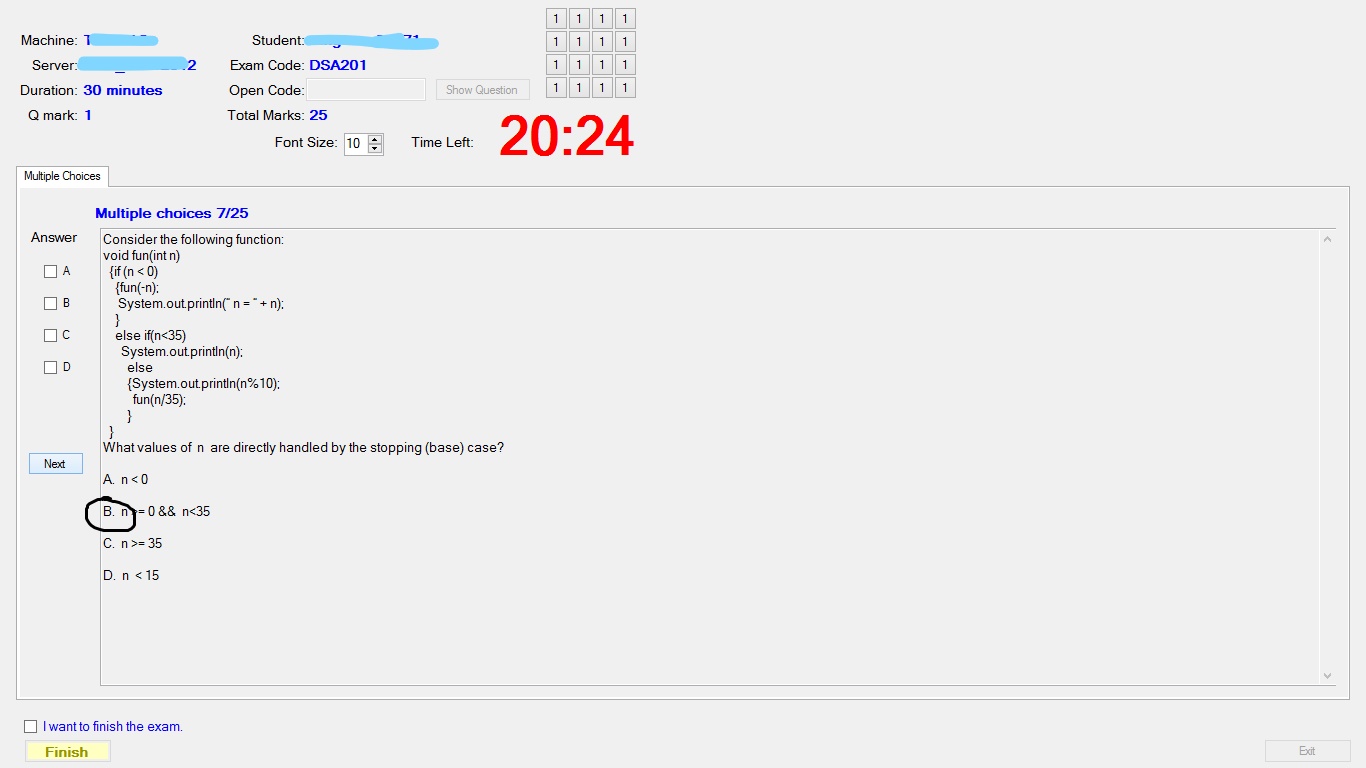 1 1 1 1
Machine: Student:
1 1 1 1
Server: 2 Exam Code: DSA201
1 1 1 1
Duration: 30 minutes Open Code: Show Question
1 1 1 1
Q mark: 1 Total Marks: 25
Font Size: 10 Time Left: 20:24
Multiple Choices
Multiple choices 7/25
Answer
A
B
C
D
Next
Consider the following function:
void fun(int n)
{if (n < 0)
{fun(-n);
System.out.println(" n = " + n);
}
else if(n<35)
System.out.println(n);
else
{System.out.println(n%10);
fun(n/35);
}
}
What values of n are directly handled by the stopping (base) case?
A. n < 0
B. n >= 0 && n<35
C. n >= 35
D. n < 15
I want to finish the exam.
Finish
Exit